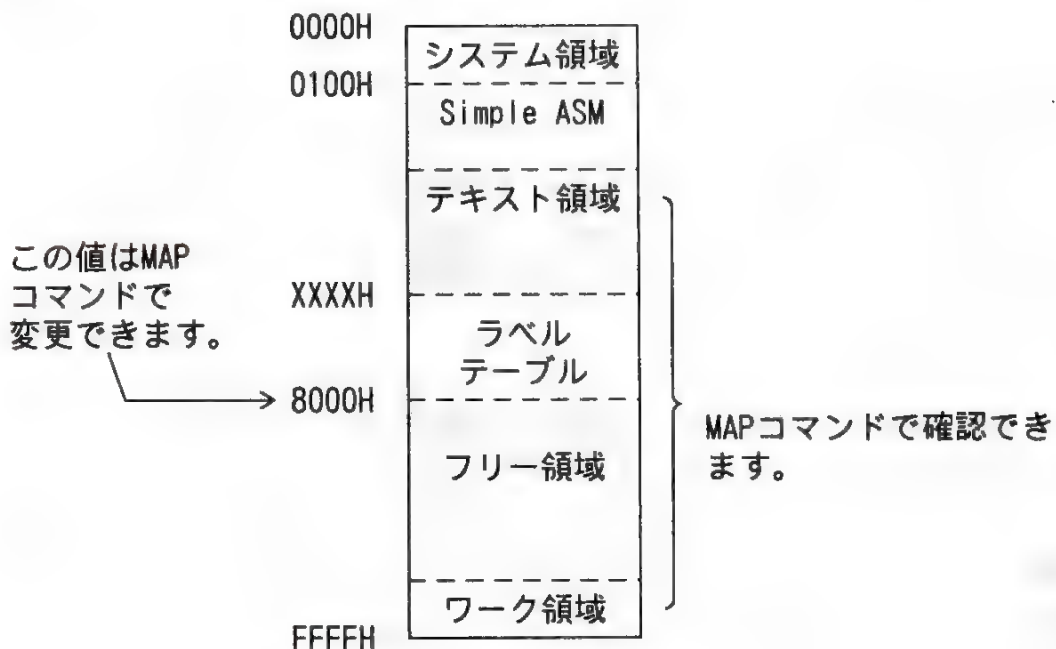 0000H
システム領域
0100H
Simple ASM
テキスト領域
この値はMAP
コマンドで
変更できます。
XXXXH
ラベル
テーブル
8000H
MAPコマンドで確認でき
ます。
フリー領域
ワーク領域
FFFFH